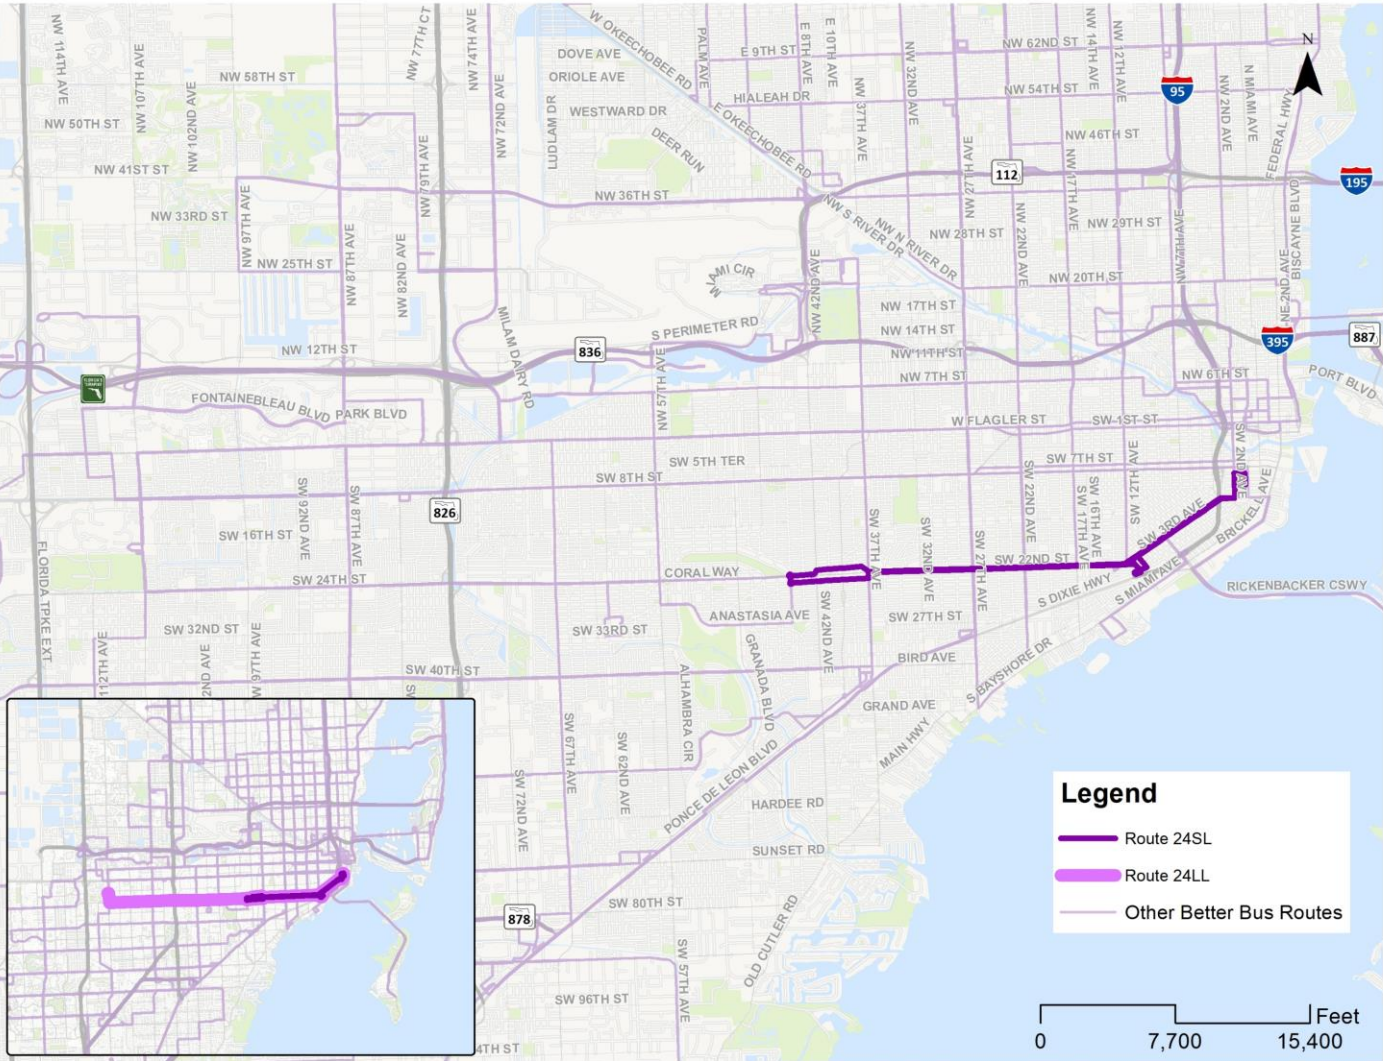 NW 114TH AVE
NW 107TH AVE
NW 102ND AVE
NW 58TH ST
NW 50TH ST
NW 41ST ST
NW 77TH CT
NW 74TH AVE
NW 72ND AVE
NW 79TH AVE
DOVE AVE
ORIOLE AVE
WESTWARD DR
LUDLAM DR
DEER RUN
W OKEECHOBEE RD
E OKEECHOBEE RD
PALM AVE
E 9TH ST
E 8TH AVE
E 10TH AVE
HIALEAH DR
NW 37TH AVE
NW 32ND AVE
NW 62ND ST
NW 14TH AVE
NW 12TH AVE
NW 54TH ST
NW 46TH ST
95
NW 2ND AVE
N MIAMI AVE
FEDERAL HWY
N
112
195
NW 27TH AVE
NW 17TH AVE
NW 36TH ST
NW 33RD ST
NW 97TH AVE
NW 25TH ST
NW 87TH AVE
NW 82ND AVE
NW S RIVER DR
NW N RIVER DR
NW 28TH ST
NW 22ND AVE
NW 29TH ST
NW 7TH AVE
BISCAYNE BLVD
NE 2ND AVE
NW 20TH ST
MIAMI CIR
NW 42ND AVE
NW 17TH ST
NW 14TH ST
NW 11TH ST
NW 7TH ST
NW 6TH ST
395
887
PORT BLVD
S PERIMETER RD
836
NW 12TH ST
MILAM DAIRY RD
NW 57TH AVE
FONTAINEBLEAU BLVD
PARK BLVD
W FLAGLER ST
SW 1ST ST
SW 5TH TER
SW 8TH ST
SW 7TH ST
SW 2ND AVE
BRICKELL AVE
SW 12TH AVE
SW 3RD AVE
826
SW 92ND AVE
SW 87TH AVE
SW 16TH ST
SW 24TH ST
CORAL WAY
SW 37TH AVE
SW 32ND AVE
SW 27TH AVE
SW 22ND AVE
SW 17TH AVE
SW 16TH AVE
SW 22ND ST
S DIXIE HWY
S MIAMI AVE
RICKENBACKER CSWY
FLORIDA TPKE EXT
ANASTASIA AVE
SW 42ND AVE
SW 27TH ST
SW 32ND ST
SW 33RD ST
SW 40TH ST
BIRD AVE
S BAYSHORE DR
112TH AVE
2ND AVE
W 97TH AVE
SW
GRANADA BLVD
ALHAMBRA CIR
GRAND AVE
MAIN HWY
SW 67TH AVE
SW 62ND AVE
SW 72ND AVE
PONCE DE LEON BLVD
HARDEE RD
SUNSET RD
878
SW 80TH ST
OLD CUTLER RD
SW 57TH AVE
SW 96TH ST
4TH ST
Legend
Route 24SL
Route 24LL
Other Better Bus Routes
Feet
0 7,700 15,400